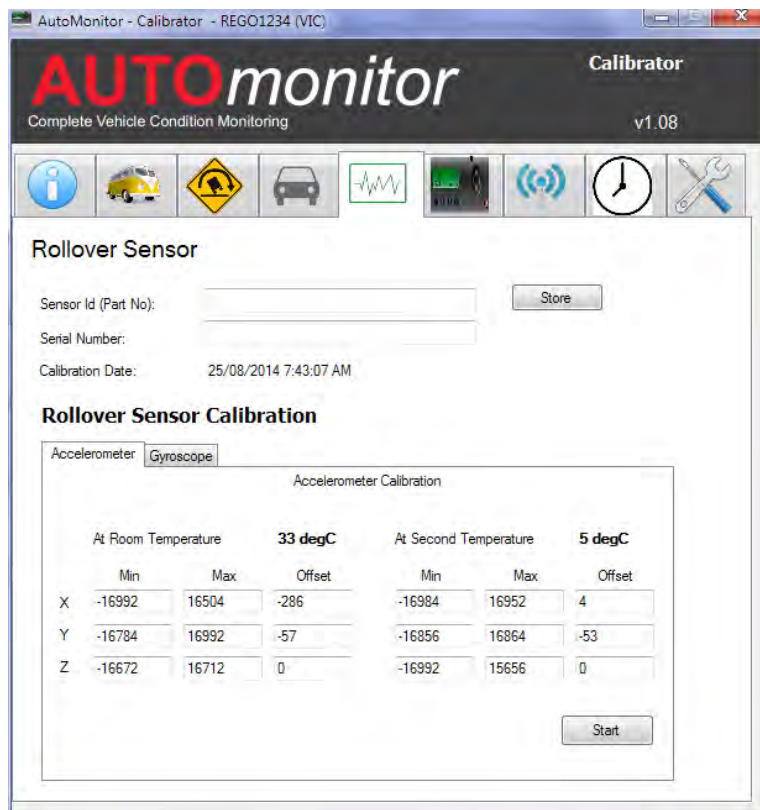 AutoMonitor - Calibrator - REGO1234 (VIC)
AUTOmonitor
Calibrator
Complete Vehicle Condition Monitoring
v1.08
Rollover Sensor
Sensor Id (Part No):
Store
Serial Number:
Calibration Date: 25/08/2014 7:43:07 AM
Rollover Sensor Calibration
Accelerometer Gyroscope
Accelerometer Calibration
At Room Temperature 33 degC At Second Temperature 5 degC
Min Max Offset Min Max Offset
X -16992 16504 -286 -16984 16952 4
Y -16784 16992 -57 -16856 16864 -53
Z -16672 16712 0 -16992 15656 0
Start